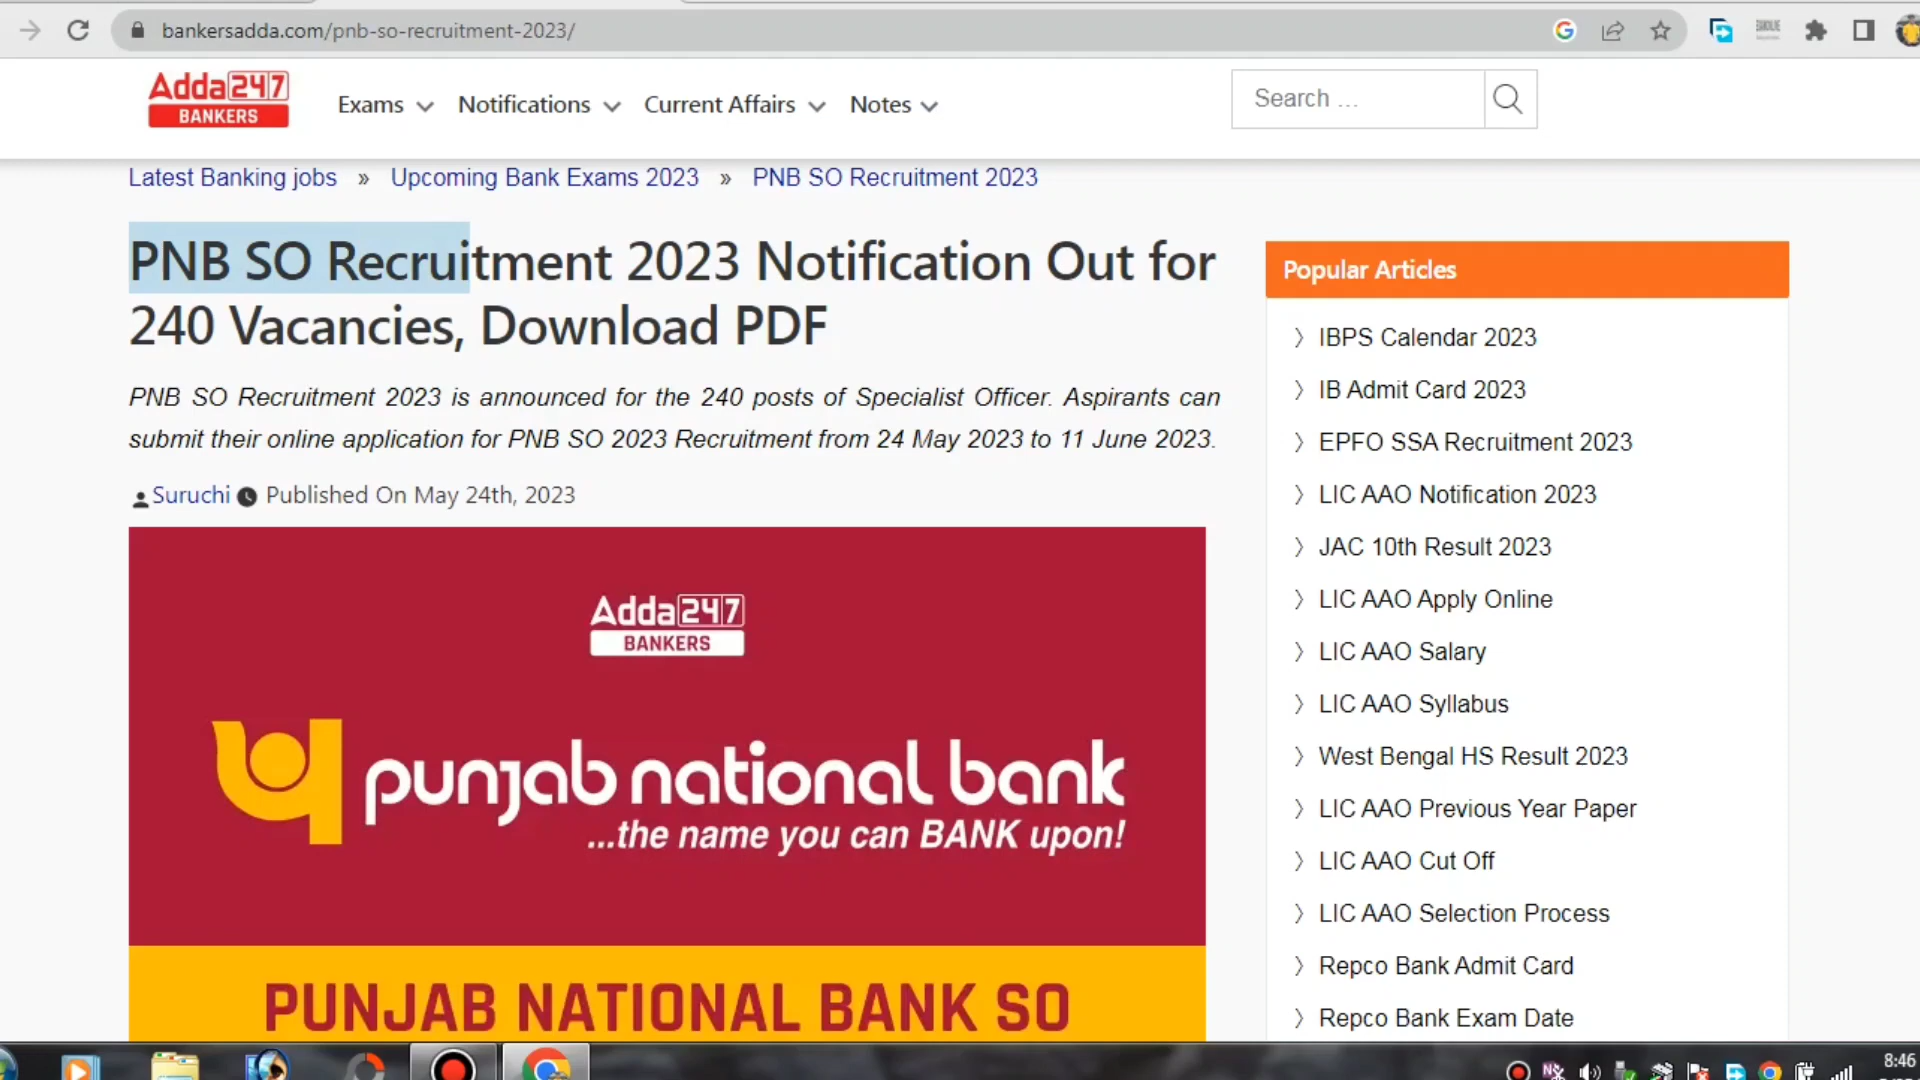 bankersadda.com/pnb-so-recruitment-2023/
Adda247
BANKERS
Exams
Notifications
Current Affairs
Notes
Search ...
Latest Banking jobs » Upcoming Bank Exams 2023 » PNB SO Recruitment 2023
PNB SO Recruitment 2023 Notification Out for
240 Vacancies, Download PDF
PNB SO Recruitment 2023 is announced for the 240 posts of Specialist Officer. Aspirants can
submit their online application for PNB SO 2023 Recruitment from 24 May 2023 to 11 June 2023.
Suruchi Published On May 24th, 2023
Adda247
BANKERS
punjab national bank
...the name you can BANK upon!
PUNJAB NATIONAL BANK SO
Popular Articles
IBPS Calendar 2023
IB Admit Card 2023
EPFO SSA Recruitment 2023
LIC AAO Notification 2023
JAC 10th Result 2023
LIC AAO Apply Online
LIC AAO Salary
LIC AAO Syllabus
West Bengal HS Result 2023
LIC AAO Previous Year Paper
LIC AAO Cut Off
LIC AAO Selection Process
Repco Bank Admit Card
Repco Bank Exam Date
8:46